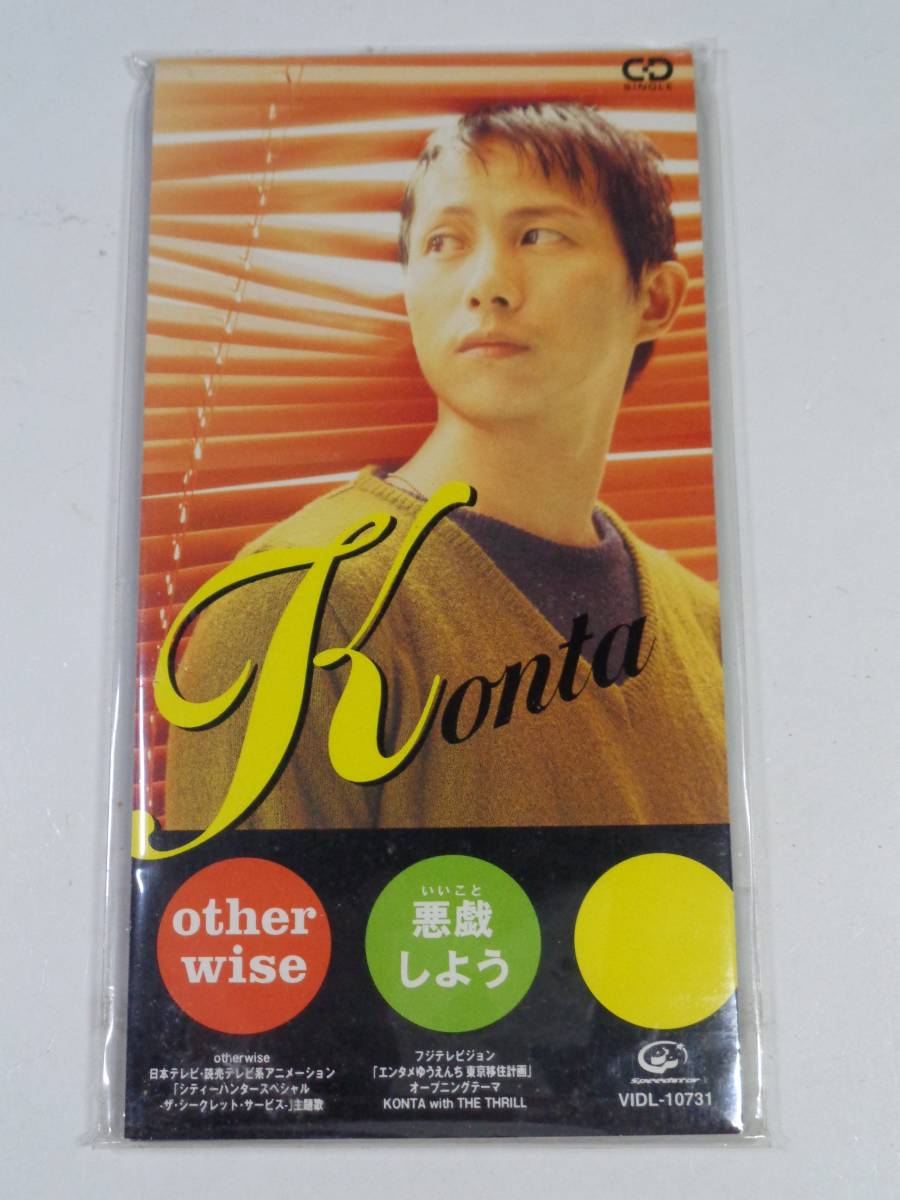 CD
SINGLE
Konta
other
wise
いいこと
悪戯
しよう
otherwise
日本テレビ・読売テレビ系アニメーション
「シティーハンタースペシャル
-ザ・シークレット・サービス-」主題歌
フジテレビジョン
「エンタメゆうえんち 東京移住計画」
オープニングテーマ
KONTA with THE THRILL
Speedstar
VIDL-10731